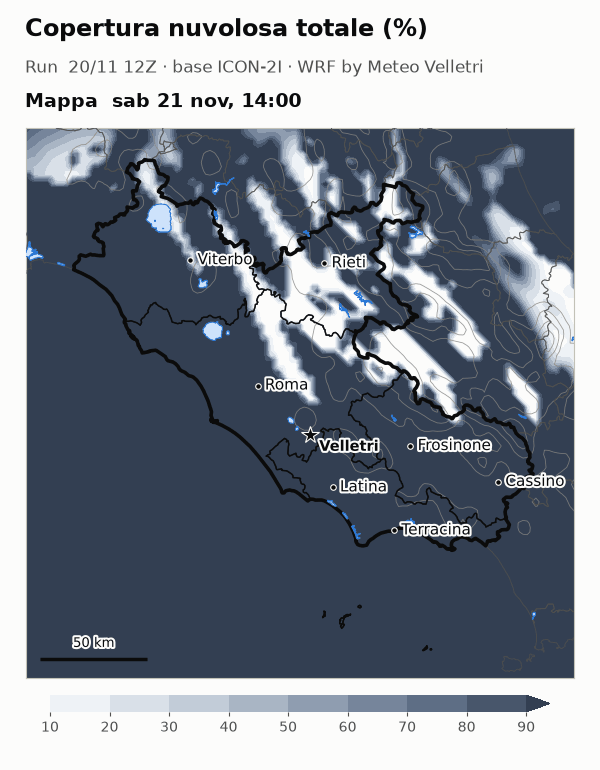 Copertura nuvolosa totale (%)
Run  20/11 12Z · base ICON-2I · WRF by Meteo Velletri
Mappa  sab 21 nov, 14:00
Viterbo
Rieti
Roma
Velletri
Frosinone
Latina
Cassino
Terracina
50 km
10 20 30 40 50 60 70 80 90